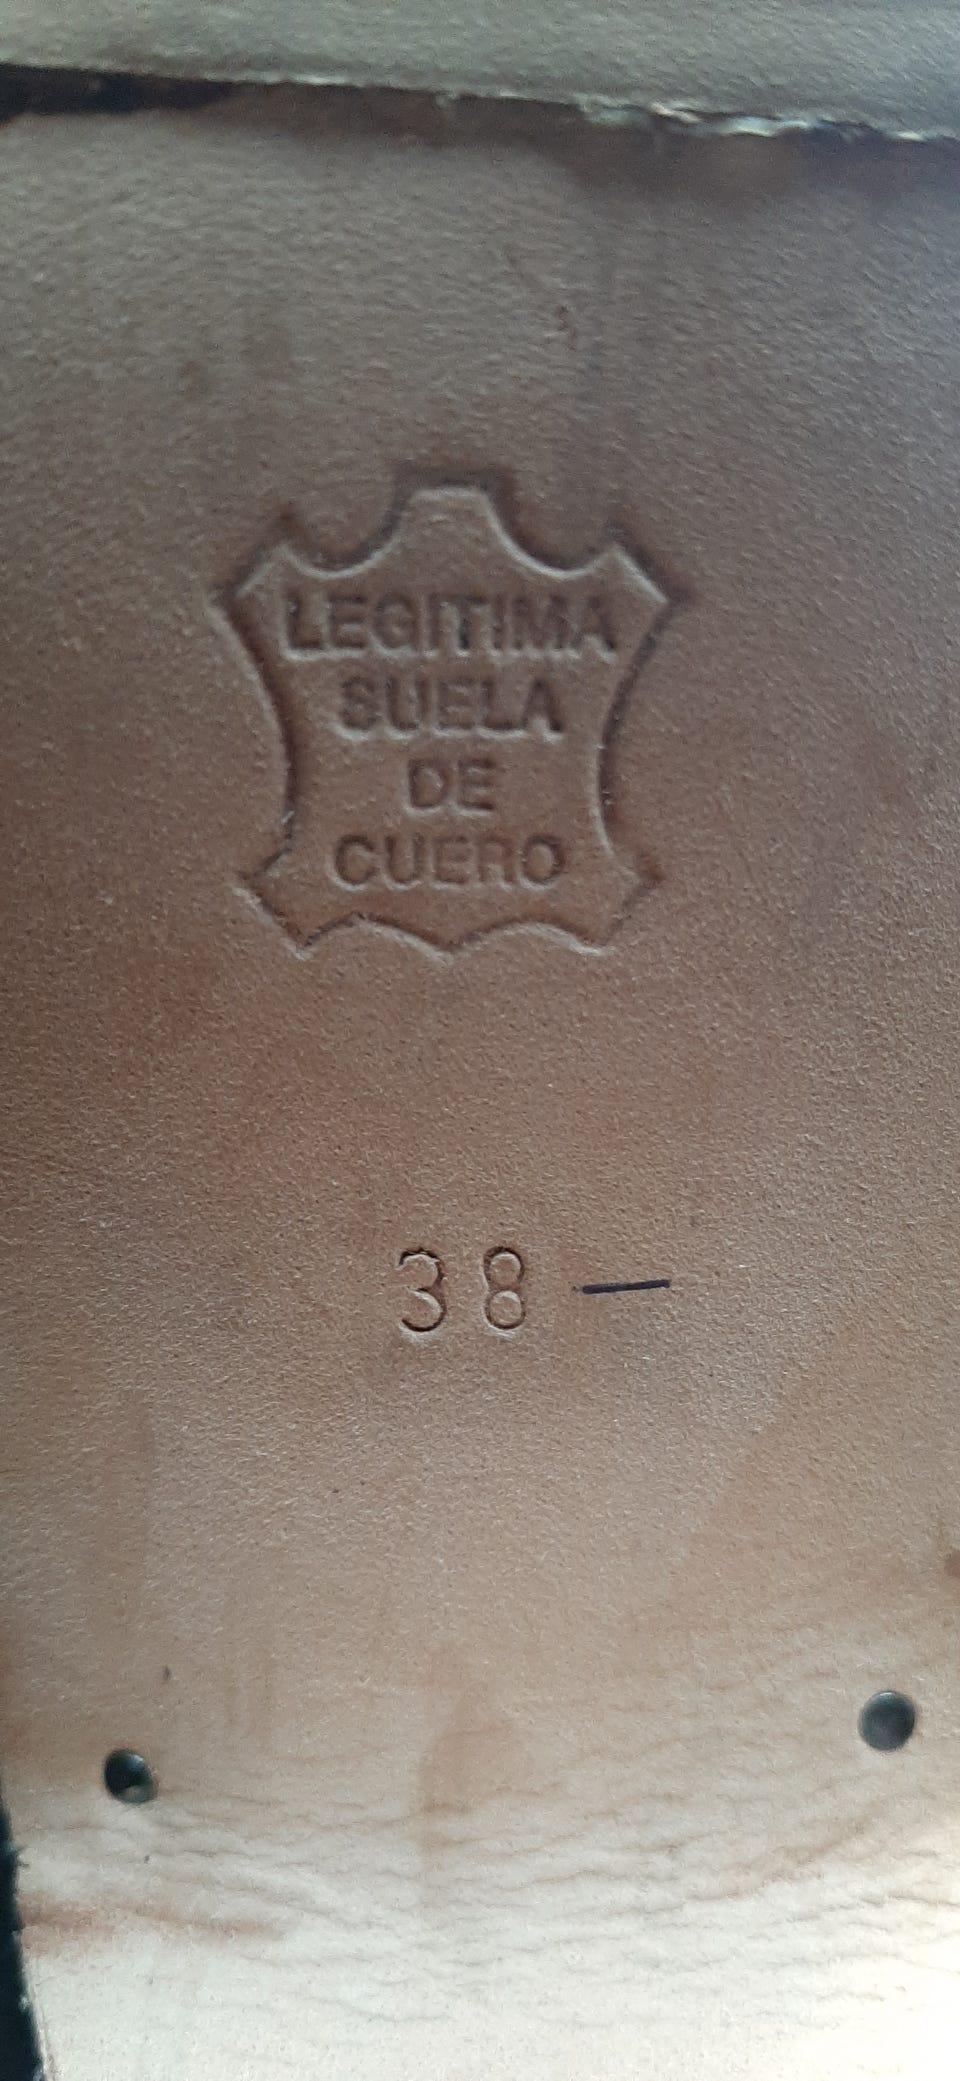 LEGITIMA
SUELA
DE
CUERO
38 —